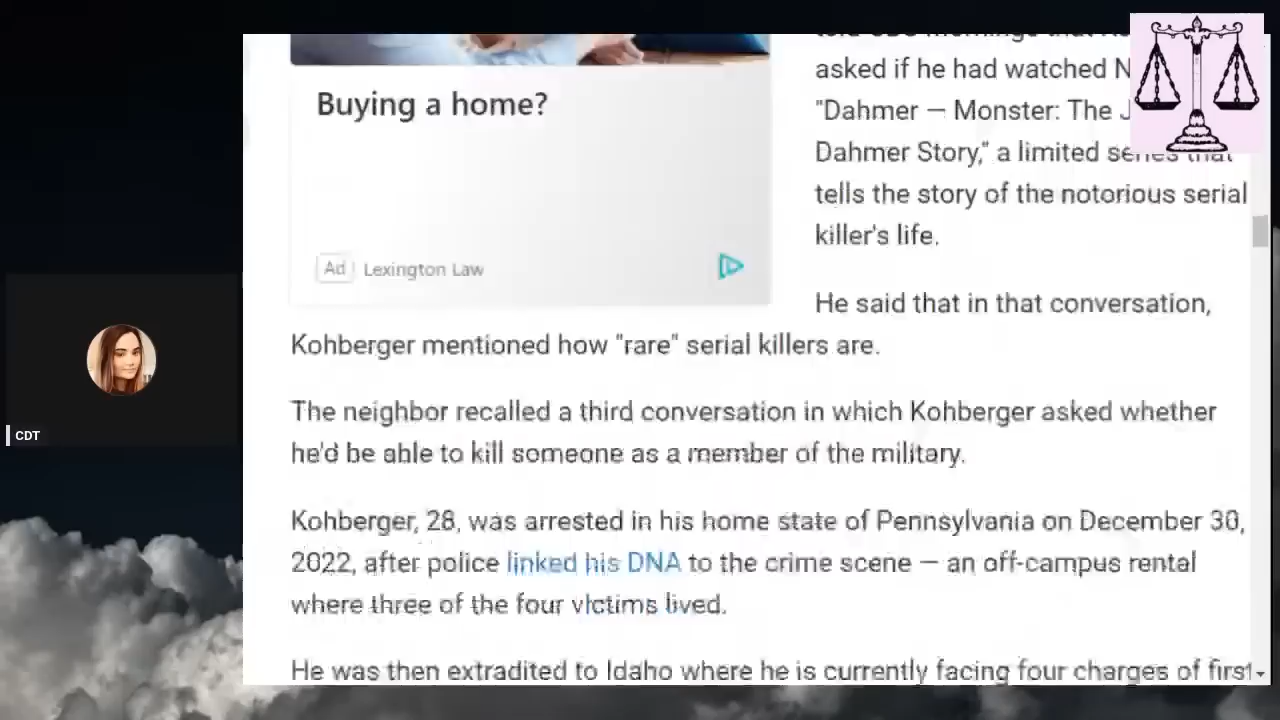 asked if he had watched N
Buying a home?
"Dahmer — Monster: The J
Dahmer Story," a limited series that
tells the story of the notorious serial
killer's life.
Ad Lexington Law
He said that in that conversation,
Kohberger mentioned how "rare" serial killers are.
The neighbor recalled a third conversation in which Kohberger asked whether
he'd be able to kill someone as a member of the military.
CDT
Kohberger, 28, was arrested in his home state of Pennsylvania on December 30,
2022, after police linked his DNA to the crime scene — an off-campus rental
where three of the four victims lived.
He was then extradited to Idaho where he is currently facing four charges of first